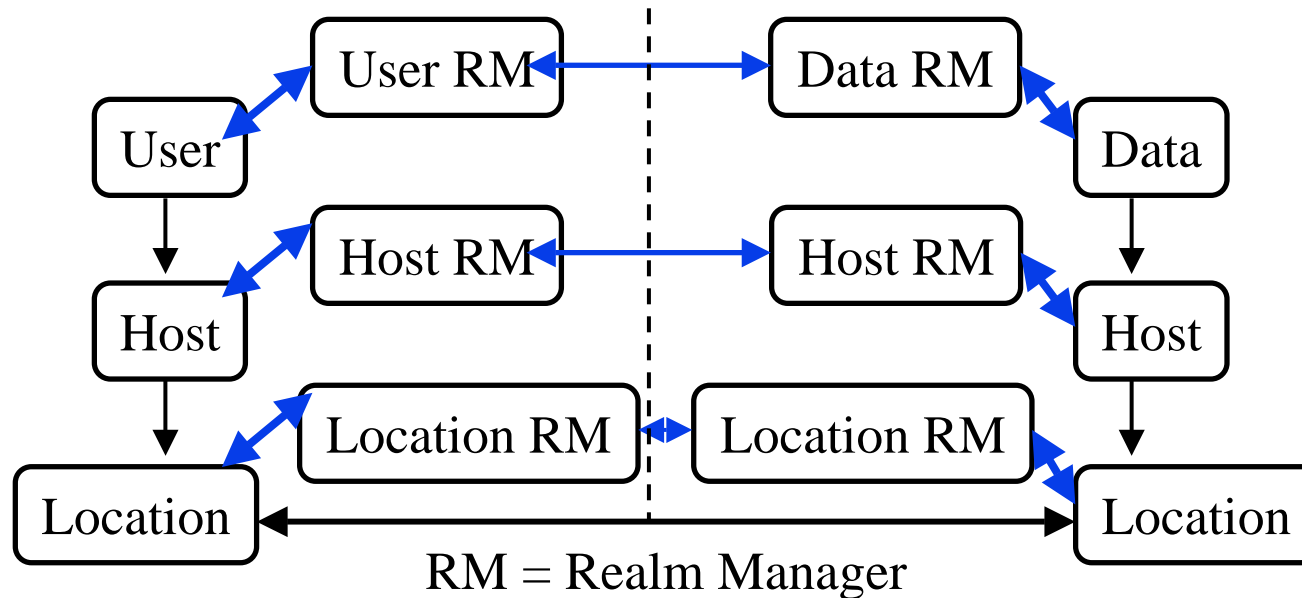 User RM
Data RM
User
Data
Host RM
Host RM
Host
Host
Location RM
Location RM
Location
Location
RM = Realm Manager